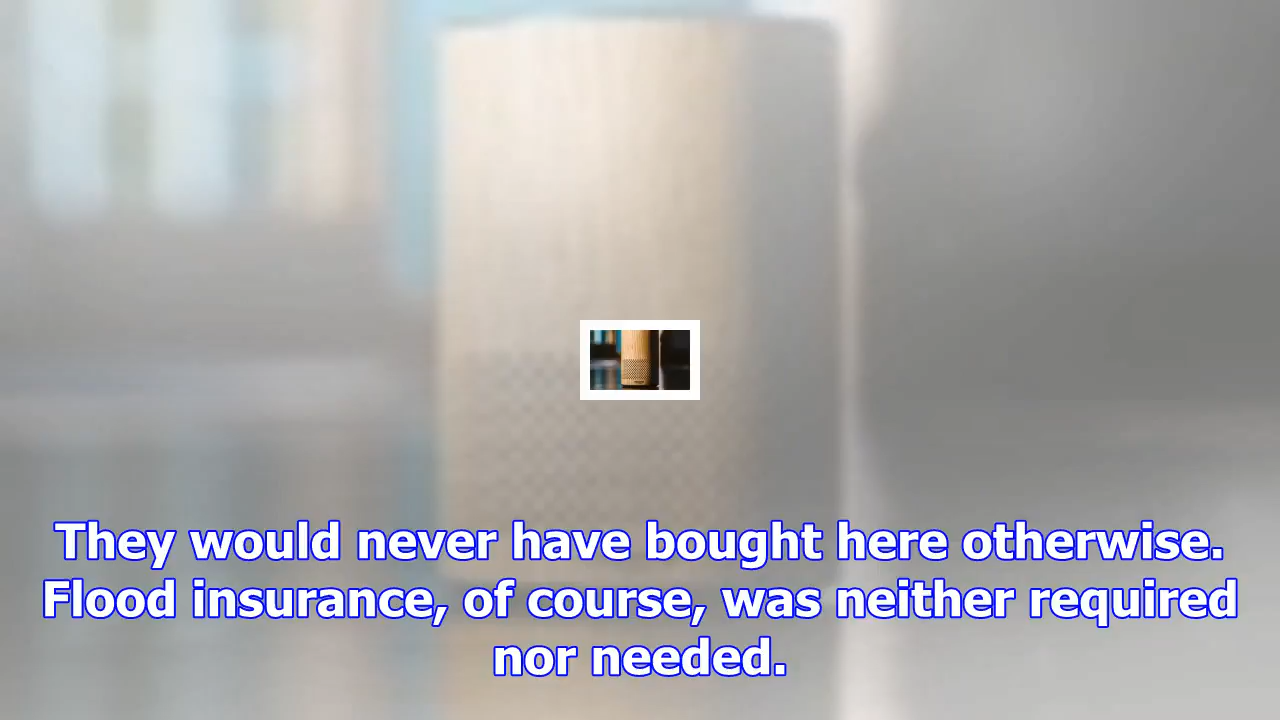 They would never have bought here otherwise.
Flood insurance, of course, was neither required
nor needed.